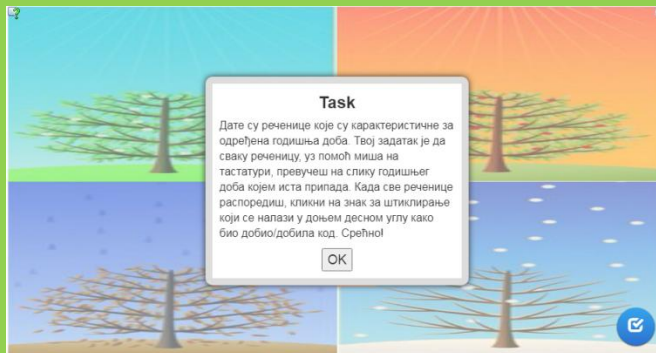 Task
Дате су реченице које су карактеристичне за
одређена годишња доба. Твој задатак је да
сваку реченицу, уз помоћ миша на
тастатури, превучеш на слику годишњег
доба којем иста припада. Када све реченице
распоредиш, кликни на знак за штиклирање
који се налази у доњем десном углу како
био добио/добила код. Срећно!
OK